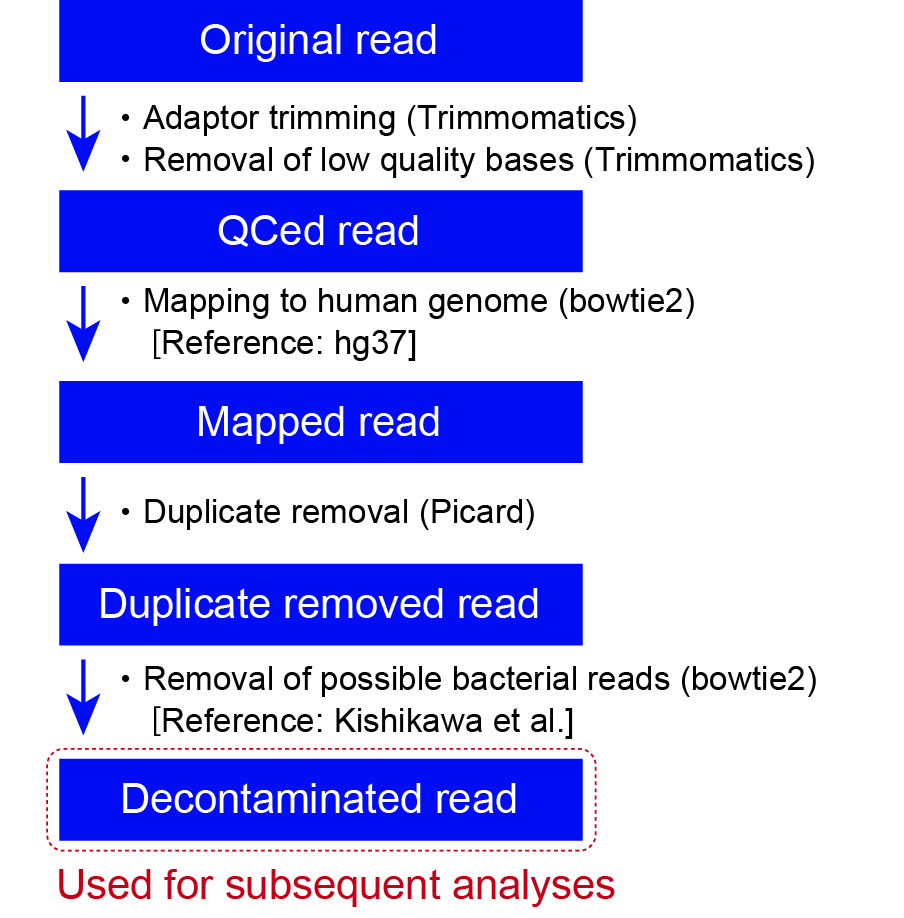 Original read
・Adaptor trimming (Trimmomatics)
・Removal of low quality bases (Trimmomatics)
QCed read
・Mapping to human genome (bowtie2)
[Reference: hg37]
Mapped read
・Duplicate removal (Picard)
Duplicate removed read
・Removal of possible bacterial reads (bowtie2)
[Reference: Kishikawa et al.]
Decontaminated read
Used for subsequent analyses